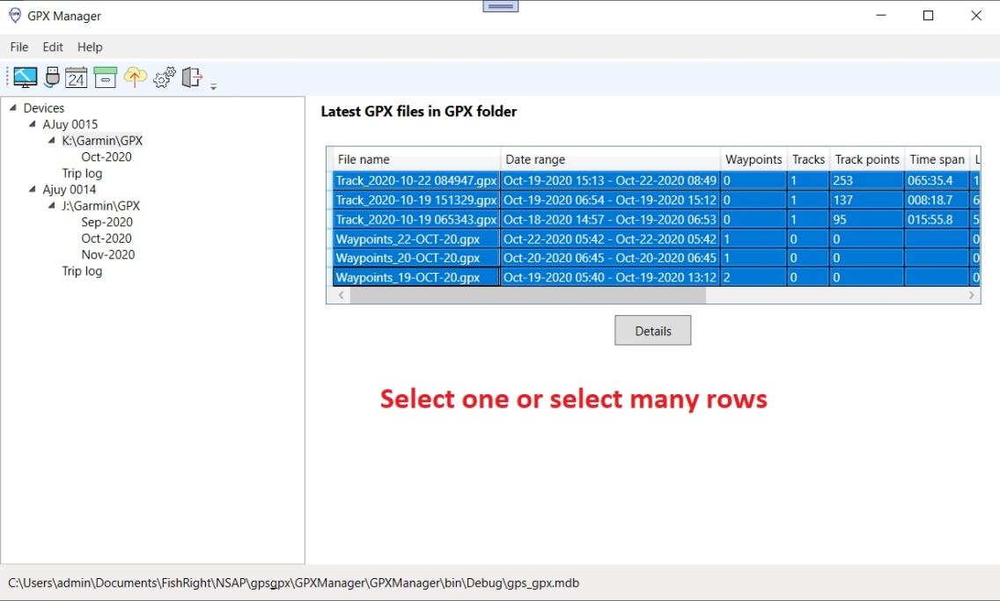 GPX Manager
File Edit Help
24
Devices
AJuy 0015
K:\Garmin\GPX
Oct-2020
Trip log
Ajuy 0014
J:\Garmin\GPX
Sep-2020
Oct-2020
Nov-2020
Trip log
Latest GPX files in GPX folder
File name Date range Waypoints Tracks Track points Time span L
Track_2020-10-22 084947.gpx Oct-19-2020 15:13 - Oct-22-2020 08:49 0 1 253 065:35.4 1
Track_2020-10-19 151329.gpx Oct-19-2020 06:54 - Oct-19-2020 15:12 0 1 137 008:18.7 6
Track_2020-10-19 065343.gpx Oct-18-2020 14:57 - Oct-19-2020 06:53 0 1 95 015:55.8 5
Waypoints_22-OCT-20.gpx Oct-22-2020 05:42 - Oct-22-2020 05:42 1 0 0 0
Waypoints_20-OCT-20.gpx Oct-20-2020 06:45 - Oct-20-2020 06:45 1 0 0 0
Waypoints_19-OCT-20.gpx Oct-19-2020 05:40 - Oct-19-2020 13:12 2 0 0 0
Details
Select one or select many rows
C:\Users\admin\Documents\FishRight\NSAP\gpsgpx\GPXManager\GPXManager\bin\Debug\gps_gpx.mdb